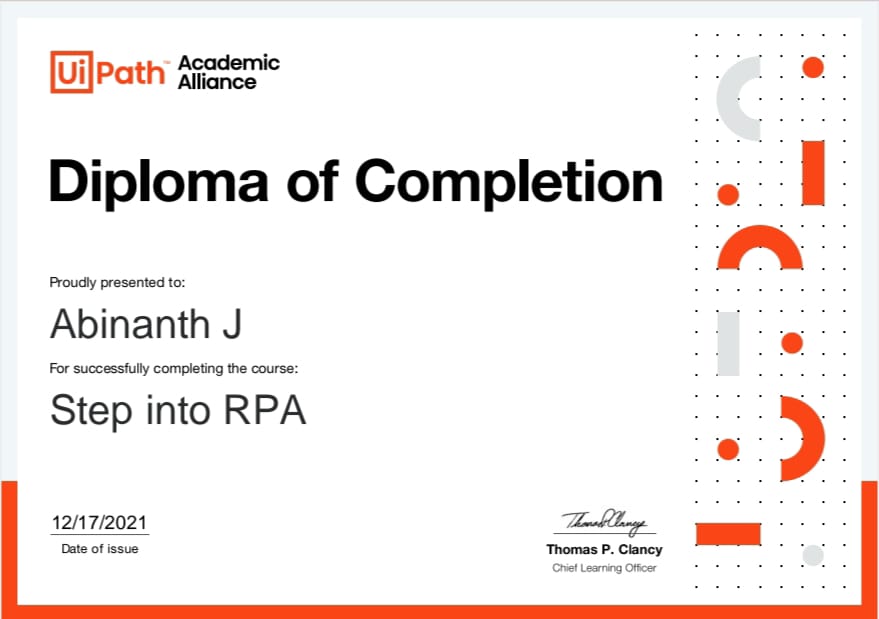 UiPath™ Academic
Alliance
Diploma of Completion
Proudly presented to:
Abinanth J
For successfully completing the course:
Step into RPA
12/17/2021
Date of issue
Thomas P. Clancy
Thomas P. Clancy
Chief Learning Officer